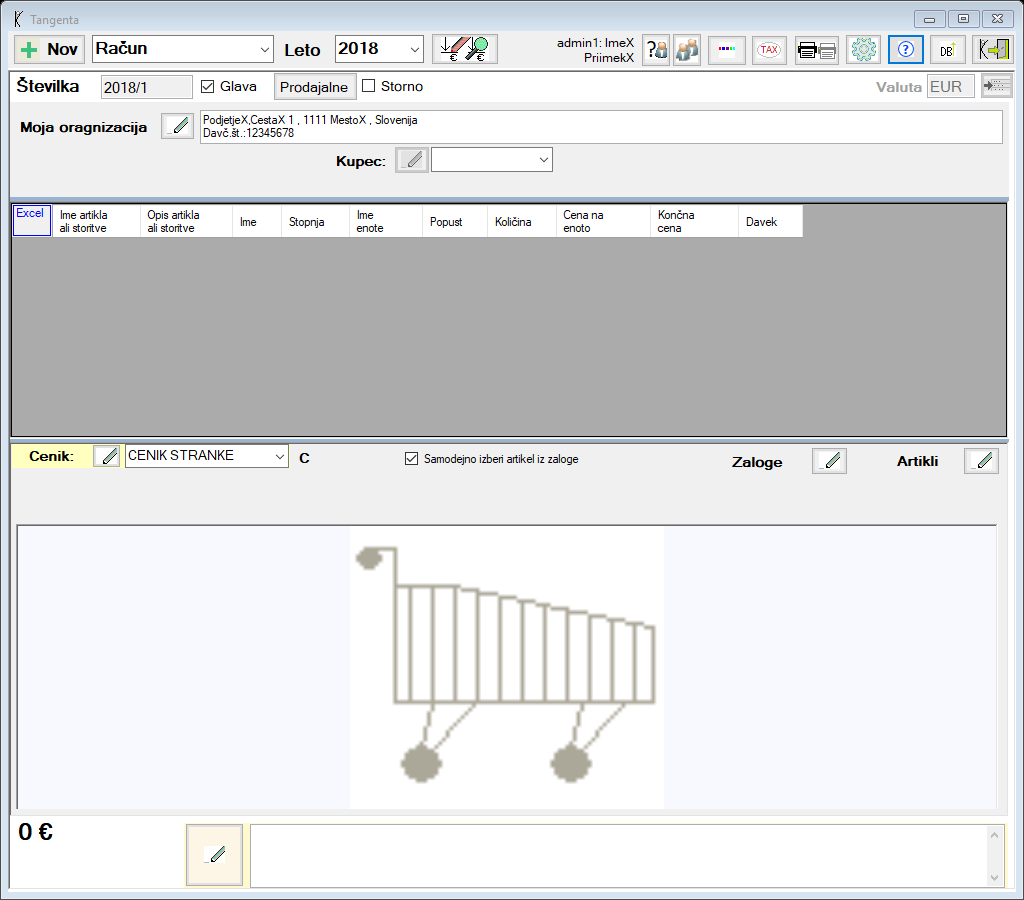 Tangenta
Nov
Račun
Leto
2018
admin1: ImeX
PriimekX
TAX
DB
Številka
2018/1
Glava
Prodajalne
Storno
Valuta
EUR
Moja oragnizacija
PodjetjeX,CestaX 1 , 1111 MestoX , Slovenija
Davč.št.:12345678
Kupec:
Excel
Ime artikla
ali storitve
Opis artikla
ali storitve
Ime
Stopnja
Ime
enote
Popust
Količina
Cena na
enoto
Končna
cena
Davek
Cenik:
CENIK STRANKE
C
Samodejno izberi artikel iz zaloge
Zaloge
Artikli
0 €